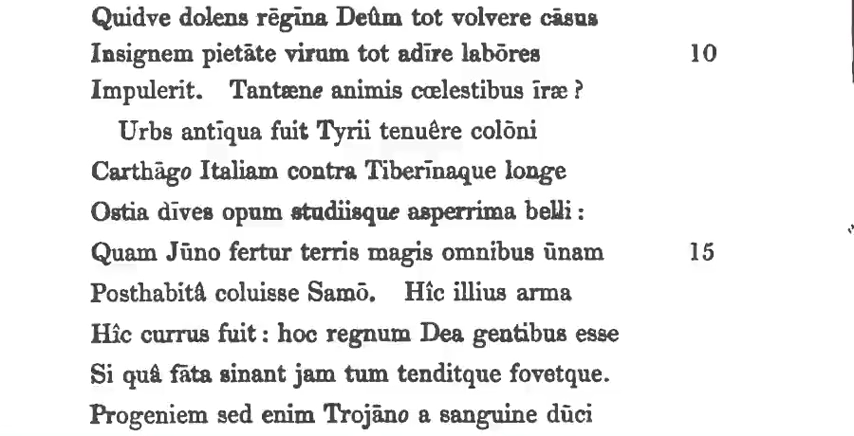 Quidve dolens rēgīna Deûm tot volvere cāsus
Insignem pietāte virum tot adīre labōres 10
Impulerit. Tantæne animis cœlestibus īræ ?
Urbs antīqua fuit Tyrii tenuêre colōni
Carthāgo Italiam contra Tiberīnaque longe
Ostia dīves opum studiisque asperrima belli :
Quam Jūno fertur terris magis omnibus ūnam 15
Posthabitâ coluisse Samō. Hîc illius arma
Hîc currus fuit : hoc regnum Dea gentibus esse
Si quâ fāta sinant jam tum tenditque fovetque.
Progeniem sed enim Trojāno a sanguine dūci